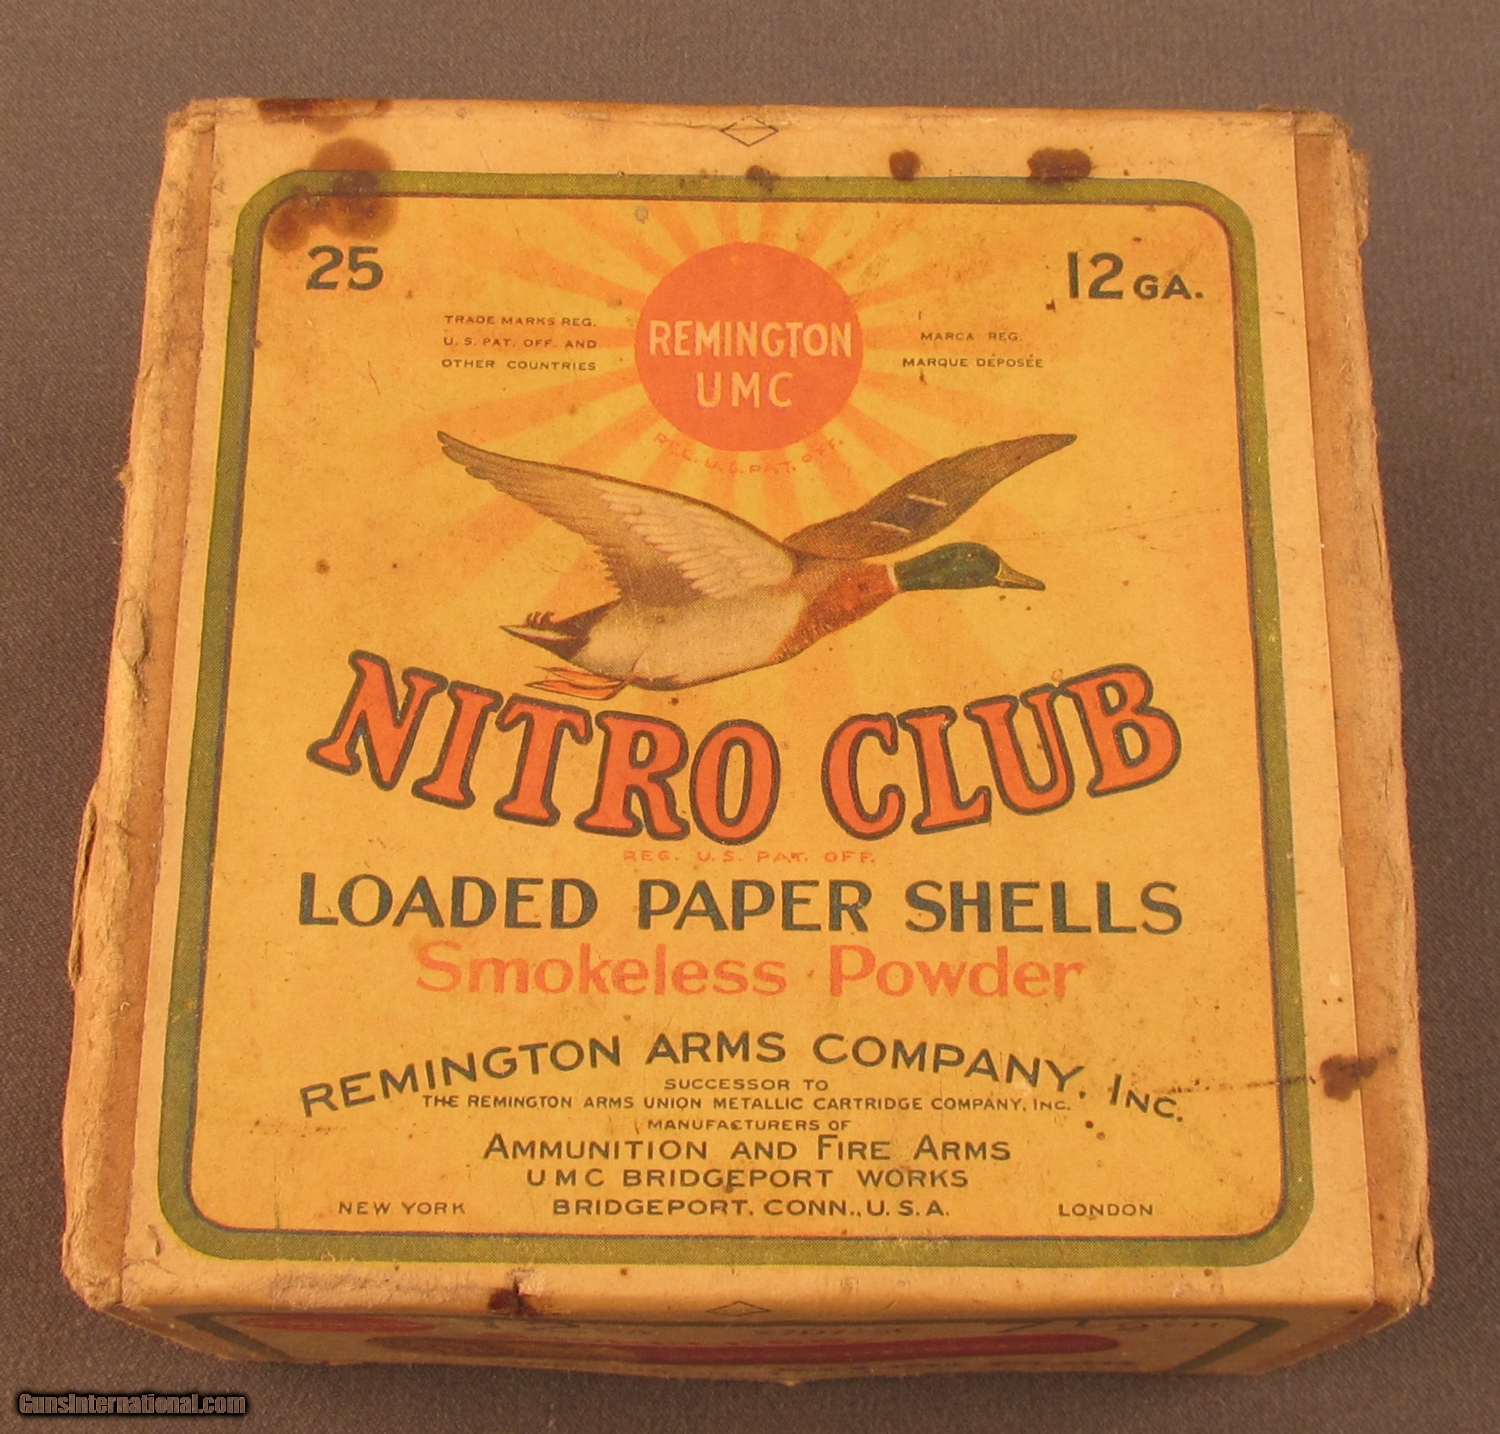 25
12 GA.
TRADE MARKS REG.
U. S. PAT. OFF. AND
OTHER COUNTRIES
REMINGTON
UMC
REG. U.S. PAT. OFF.
MARCA REG.
MARQUE DÉPOSÉE
NITRO CLUB
REG. U.S. PAT. OFF.
LOADED PAPER SHELLS
Smokeless Powder
REMINGTON ARMS COMPANY, INC.
SUCCESSOR TO
THE REMINGTON ARMS UNION METALLIC CARTRIDGE COMPANY, INC.
MANUFACTURERS OF
AMMUNITION AND FIRE ARMS
UMC BRIDGEPORT WORKS
NEW YORK
BRIDGEPORT, CONN., U.S.A.
LONDON
GunsInternational.com